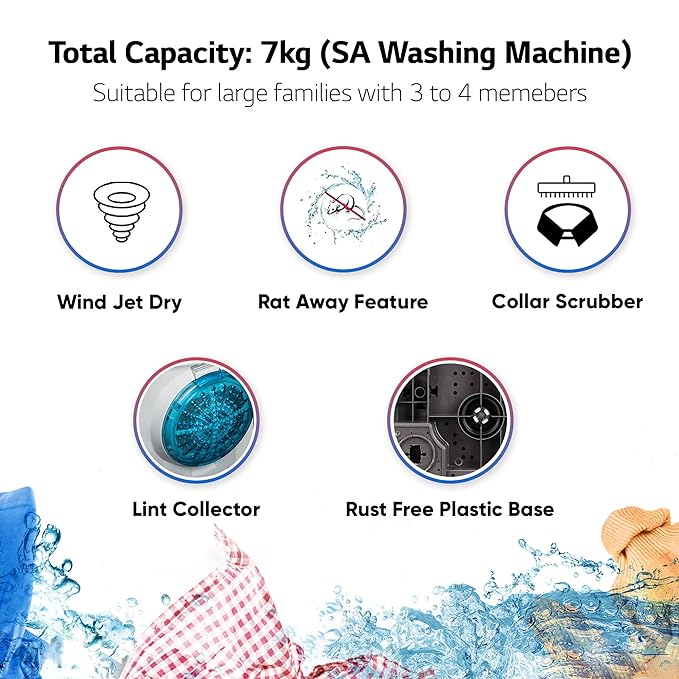 Total Capacity: 7kg (SA Washing Machine)
Suitable for large families with 3 to 4 memebers
Wind Jet Dry
Rat Away Feature
Collar Scrubber
Lint Collector
Rust Free Plastic Base